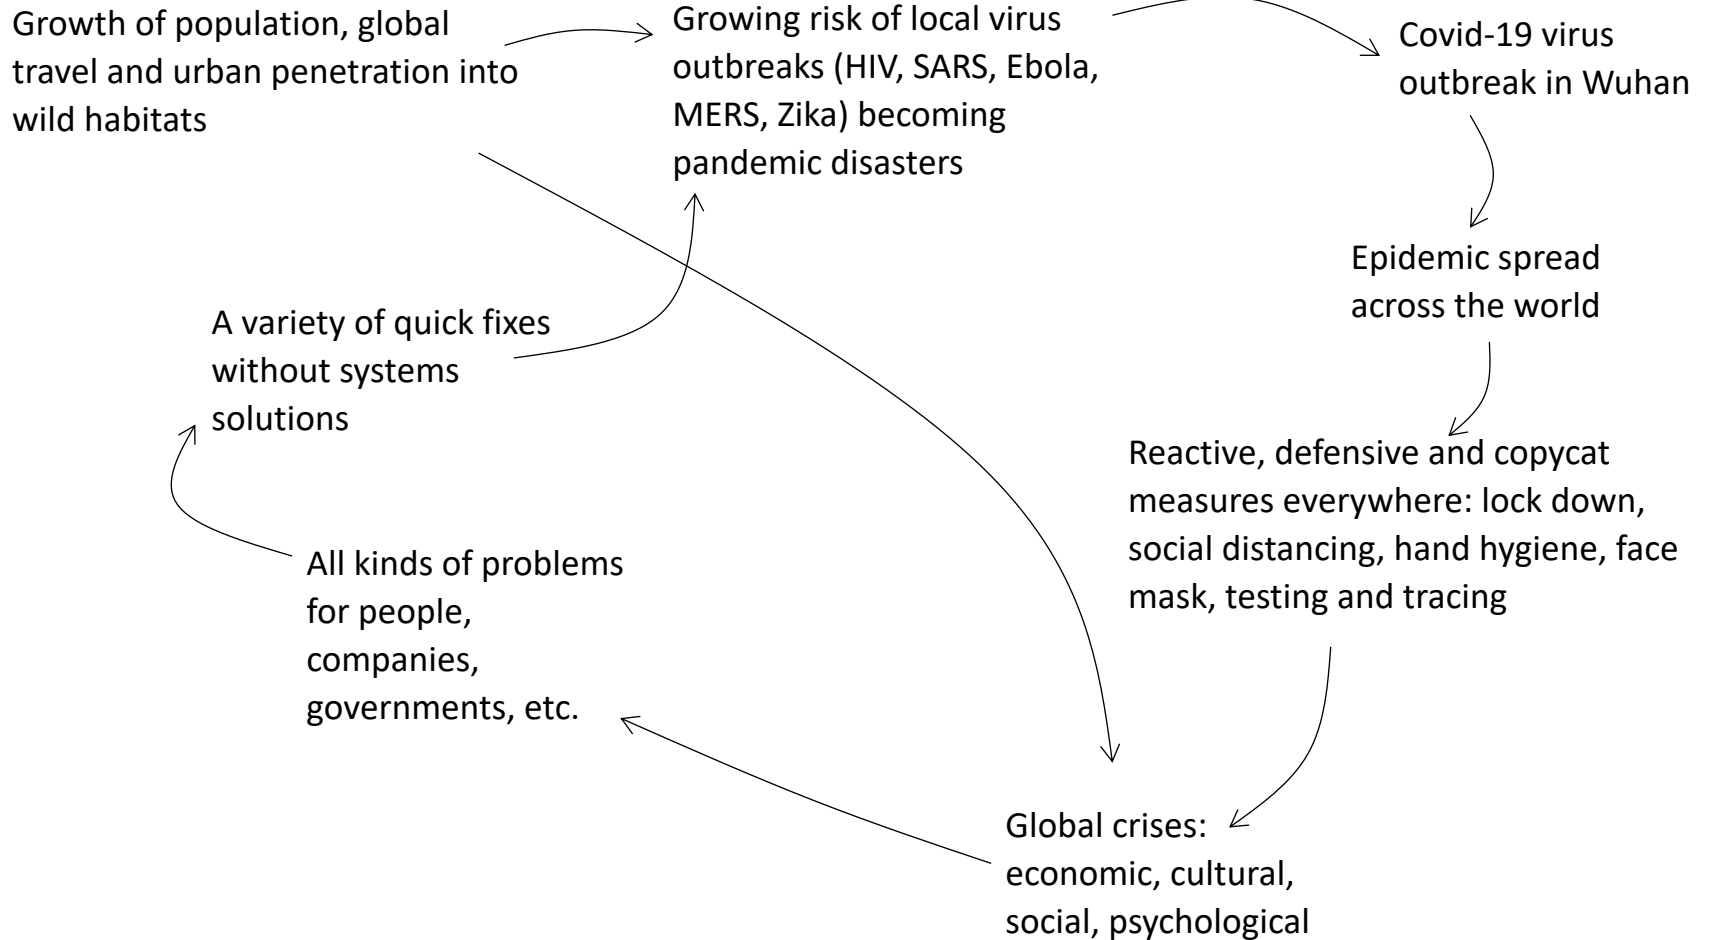 Growth of population, global
travel and urban penetration into
wild habitats
Growing risk of local virus
outbreaks (HIV, SARS, Ebola,
MERS, Zika) becoming
pandemic disasters
Covid-19 virus
outbreak in Wuhan
Epidemic spread
across the world
Reactive, defensive and copycat
measures everywhere: lock down,
social distancing, hand hygiene, face
mask, testing and tracing
Global crises:
economic, cultural,
social, psychological
All kinds of problems
for people,
companies,
governments, etc.
A variety of quick fixes
without systems
solutions